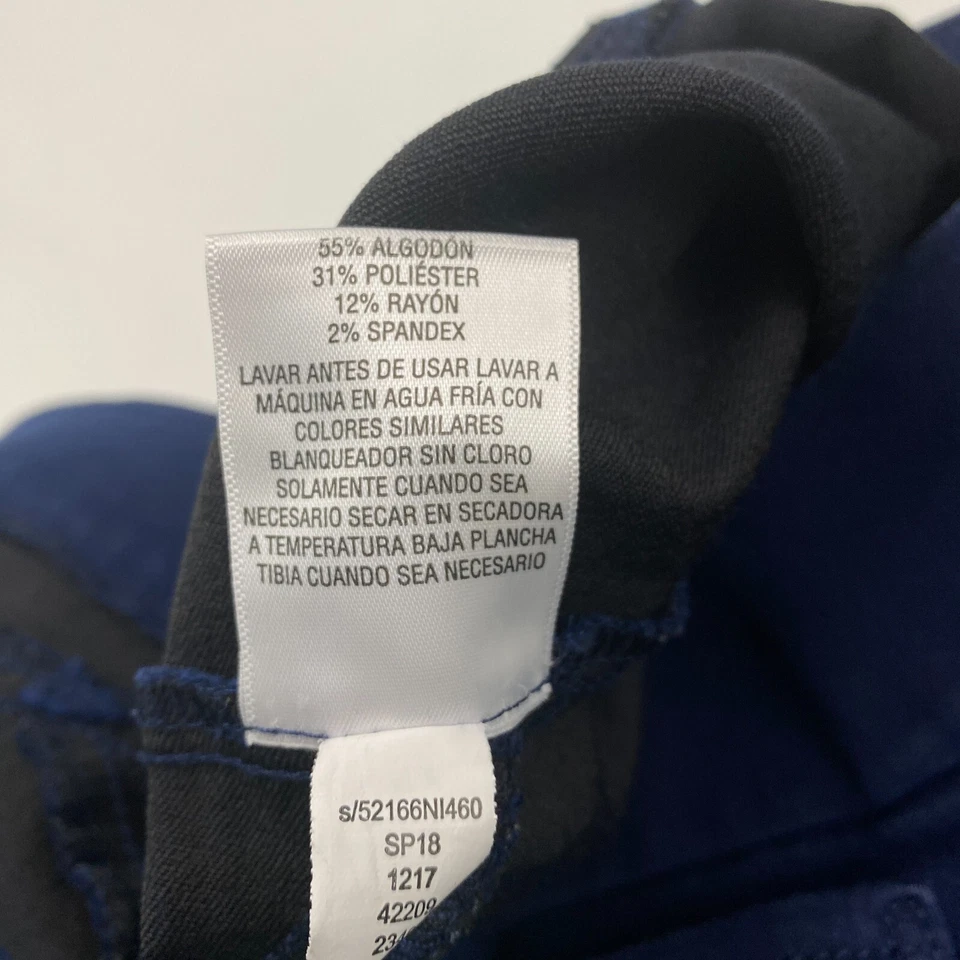 55% ALGODÓN
31% POLIÉSTER
12% RAYÓN
2% SPANDEX
LAVAR ANTES DE USAR LAVAR A
MÁQUINA EN AGUA FRÍA CON
COLORES SIMILARES
BLANQUEADOR SIN CLORO
SOLAMENTE CUANDO SEA
NECESARIO SECAR EN SECADORA
A TEMPERATURA BAJA PLANCHA
TIBIA CUANDO SEA NECESARIO
s/52166NI460
SP18
1217